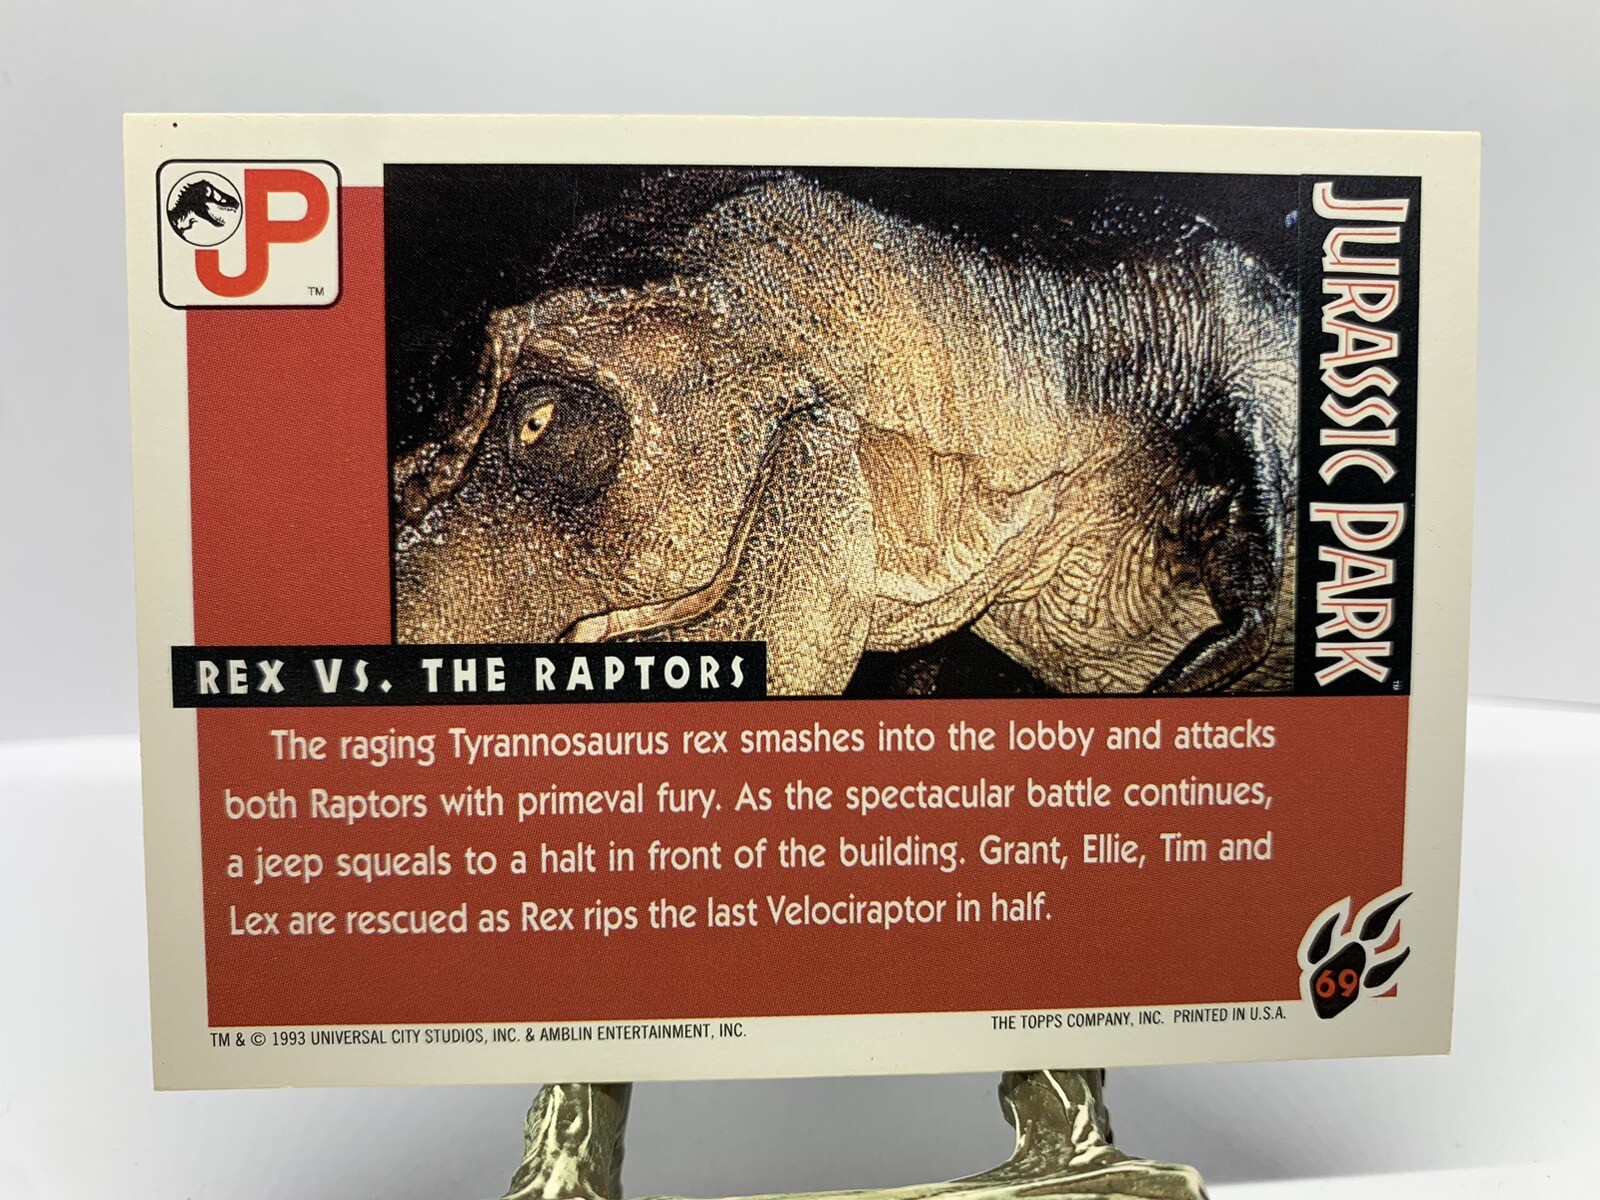 JP
TM
JURASSIC PARK
TM
REX VS. THE RAPTORS
The raging Tyrannosaurus rex smashes into the lobby and attacks
both Raptors with primeval fury. As the spectacular battle continues,
a jeep squeals to a halt in front of the building. Grant, Ellie, Tim and
Lex are rescued as Rex rips the last Velociraptor in half.
69
TM & © 1993 UNIVERSAL CITY STUDIOS, INC. & AMBLIN ENTERTAINMENT, INC.
THE TOPPS COMPANY, INC. PRINTED IN U.S.A.